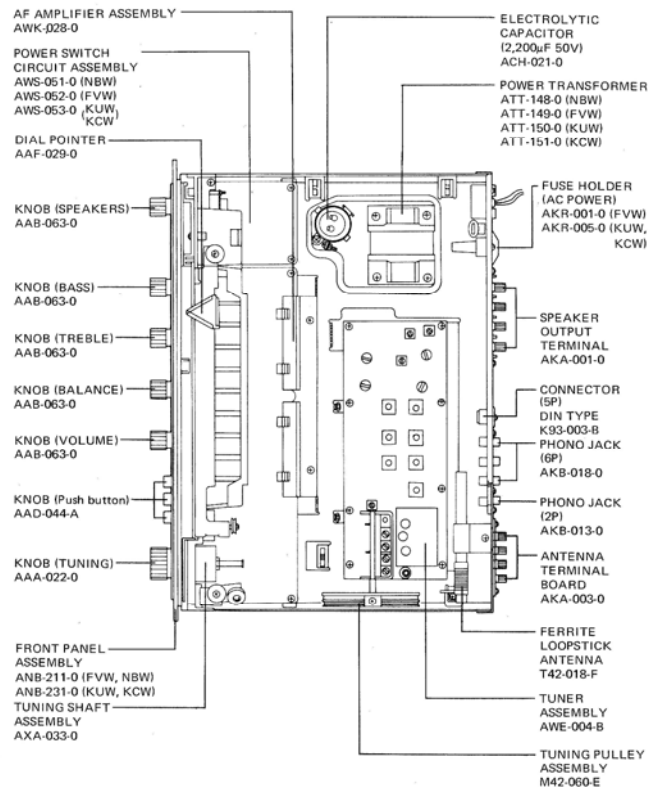 AF AMPLIFIER ASSEMBLY
AWK-028-0
POWER SWITCH
CIRCUIT ASSEMBLY
AWS-051-0 (NBW)
AWS-052-0 (FVW)
AWS-053-0 (KUW
KCW)
DIAL POINTER
AAF-029-0
KNOB (SPEAKERS)
AAB-063-0
KNOB (BASS)
AAB-063-0
KNOB (TREBLE)
AAB-063-0
KNOB (BALANCE)
AAB-063-0
KNOB (VOLUME)
AAB-063-0
KNOB (Push button)
AAD-044-A
KNOB (TUNING)
AAA-022-0
FRONT PANEL
ASSEMBLY
ANB-211-0 (FVW, NBW)
ANB-231-0 (KUW, KCW)
TUNING SHAFT
ASSEMBLY
AXA-033-0
ELECTROLYTIC
CAPACITOR
(2,200μF 50V)
ACH-021-0
POWER TRANSFORMER
ATT-148-0 (NBW)
ATT-149-0 (FVW)
ATT-150-0 (KUW)
ATT-151-0 (KCW)
FUSE HOLDER
(AC POWER)
AKR-001-0 (FVW)
AKR-005-0 (KUW,
KCW)
SPEAKER
OUTPUT
TERMINAL
AKA-001-0
CONNECTOR
(5P)
DIN TYPE
K93-003-B
PHONO JACK
(6P)
AKB-018-0
PHONO JACK
(2P)
AKB-013-0
ANTENNA
TERMINAL
BOARD
AKA-003-0
FERRITE
LOOPSTICK
ANTENNA
T42-018-F
TUNER
ASSEMBLY
AWE-004-B
TUNING PULLEY
ASSEMBLY
M42-060-E